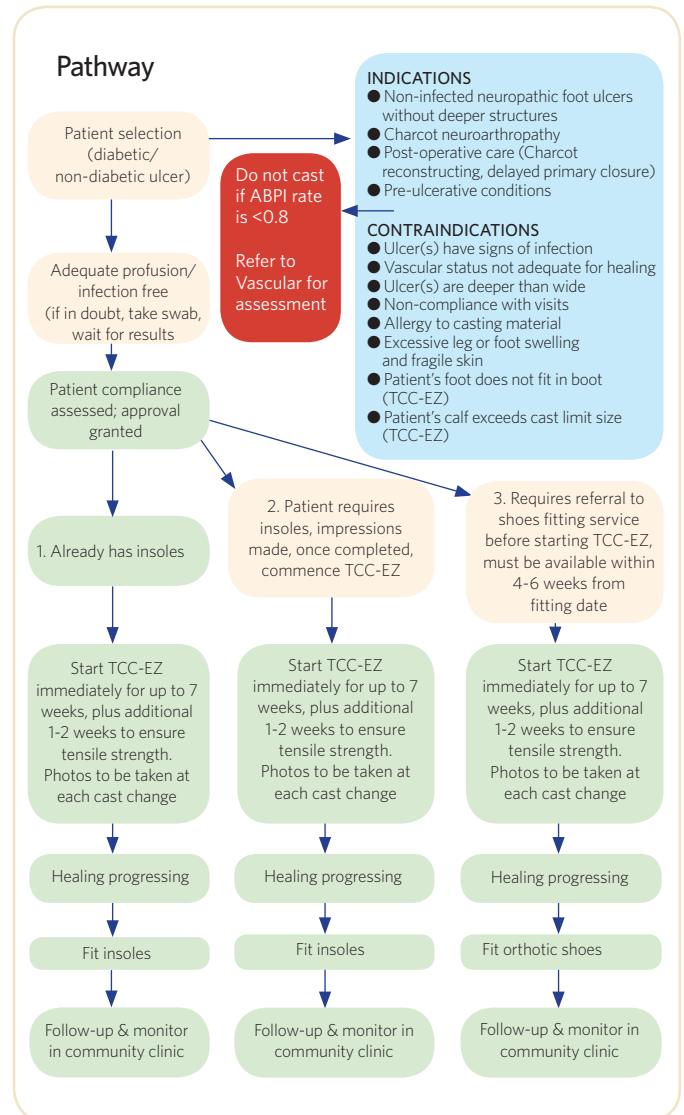 Pathway
Patient selection
(diabetic/
non-diabetic ulcer)
INDICATIONS
● Non-infected neuropathic foot ulcers
without deeper structures
● Charcot neuroarthropathy
● Post-operative care (Charcot
reconstructing, delayed primary closure)
● Pre-ulcerative conditions
CONTRAINDICATIONS
● Ulcer(s) have signs of infection
● Vascular status not adequate for healing
● Ulcer(s) are deeper than wide
● Non-compliance with visits
● Allergy to casting material
● Excessive leg or foot swelling
and fragile skin
● Patient's foot does not fit in boot
(TCC-EZ)
● Patient's calf exceeds cast limit size
(TCC-EZ)
Do not cast
if ABPI rate
is <0.8
Refer to
Vascular for
assessment
Adequate profusion/
infection free
(if in doubt, take swab,
wait for results
Patient compliance
assessed; approval
granted
1. Already has insoles
2. Patient requires
insoles, impressions
made, once completed,
commence TCC-EZ
3. Requires referral to
shoes fitting service
before starting TCC-EZ,
must be available within
4-6 weeks from
fitting date
Start TCC-EZ
immediately for up to 7
weeks, plus additional
1-2 weeks to ensure
tensile strength.
Photos to be taken at
each cast change
Start TCC-EZ
immediately for up to 7
weeks, plus additional
1-2 weeks to ensure
tensile strength.
Photos to be taken at
each cast change
Start TCC-EZ
immediately for up to 7
weeks, plus additional
1-2 weeks to ensure
tensile strength.
Photos to be taken at
each cast change
Healing progressing
Healing progressing
Healing progressing
Fit insoles
Fit insoles
Fit orthotic shoes
Follow-up & monitor
in community clinic
Follow-up & monitor in
community clinic
Follow-up & monitor in
community clinic